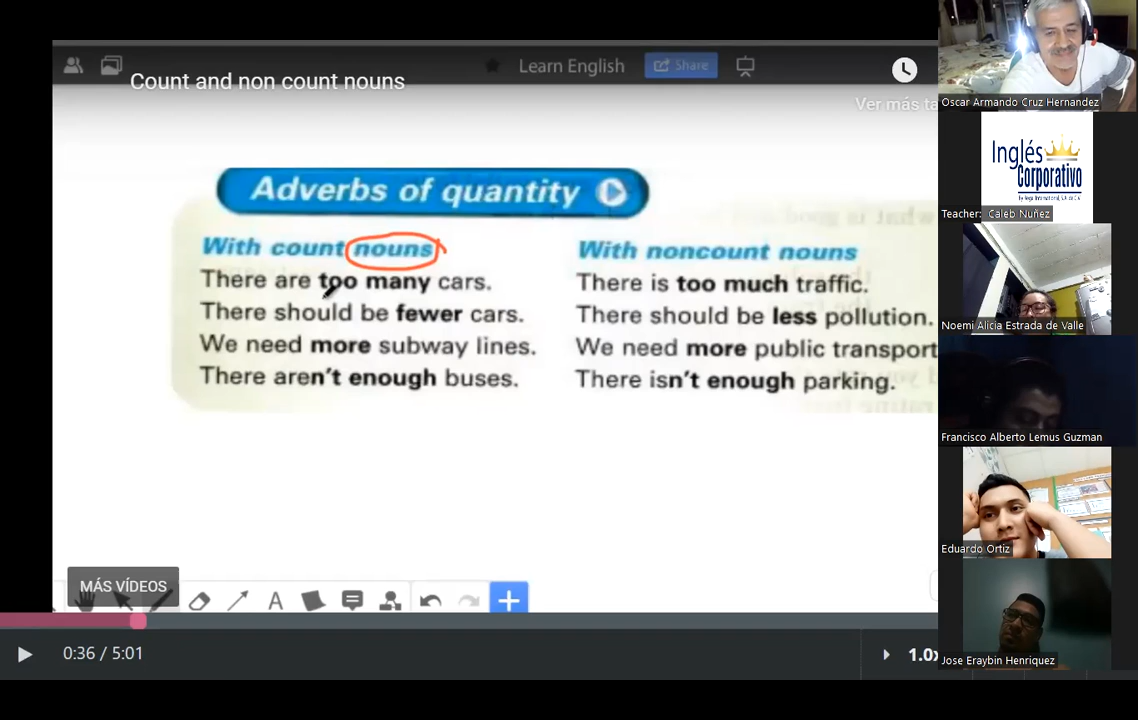 Learn English
Share
Count and non count nouns
Ver más ta
Adverbs of quantity
With count nouns
There are too many cars.
There should be fewer cars.
We need more subway lines.
There aren't enough buses.
With noncount nouns
There is too much traffic.
There should be less pollution.
We need more public transport
There isn't enough parking.
MÁS VÍDEOS
A
0:36 / 5:01
1.0x
Oscar Armando Cruz Hernandez
Inglés
Corporativo
Teacher: Caleb Nuñez
Noemi Alicia Estrada de Valle
Francisco Alberto Lemus Guzman
Eduardo Ortiz
Jose Eraybin Henriquez